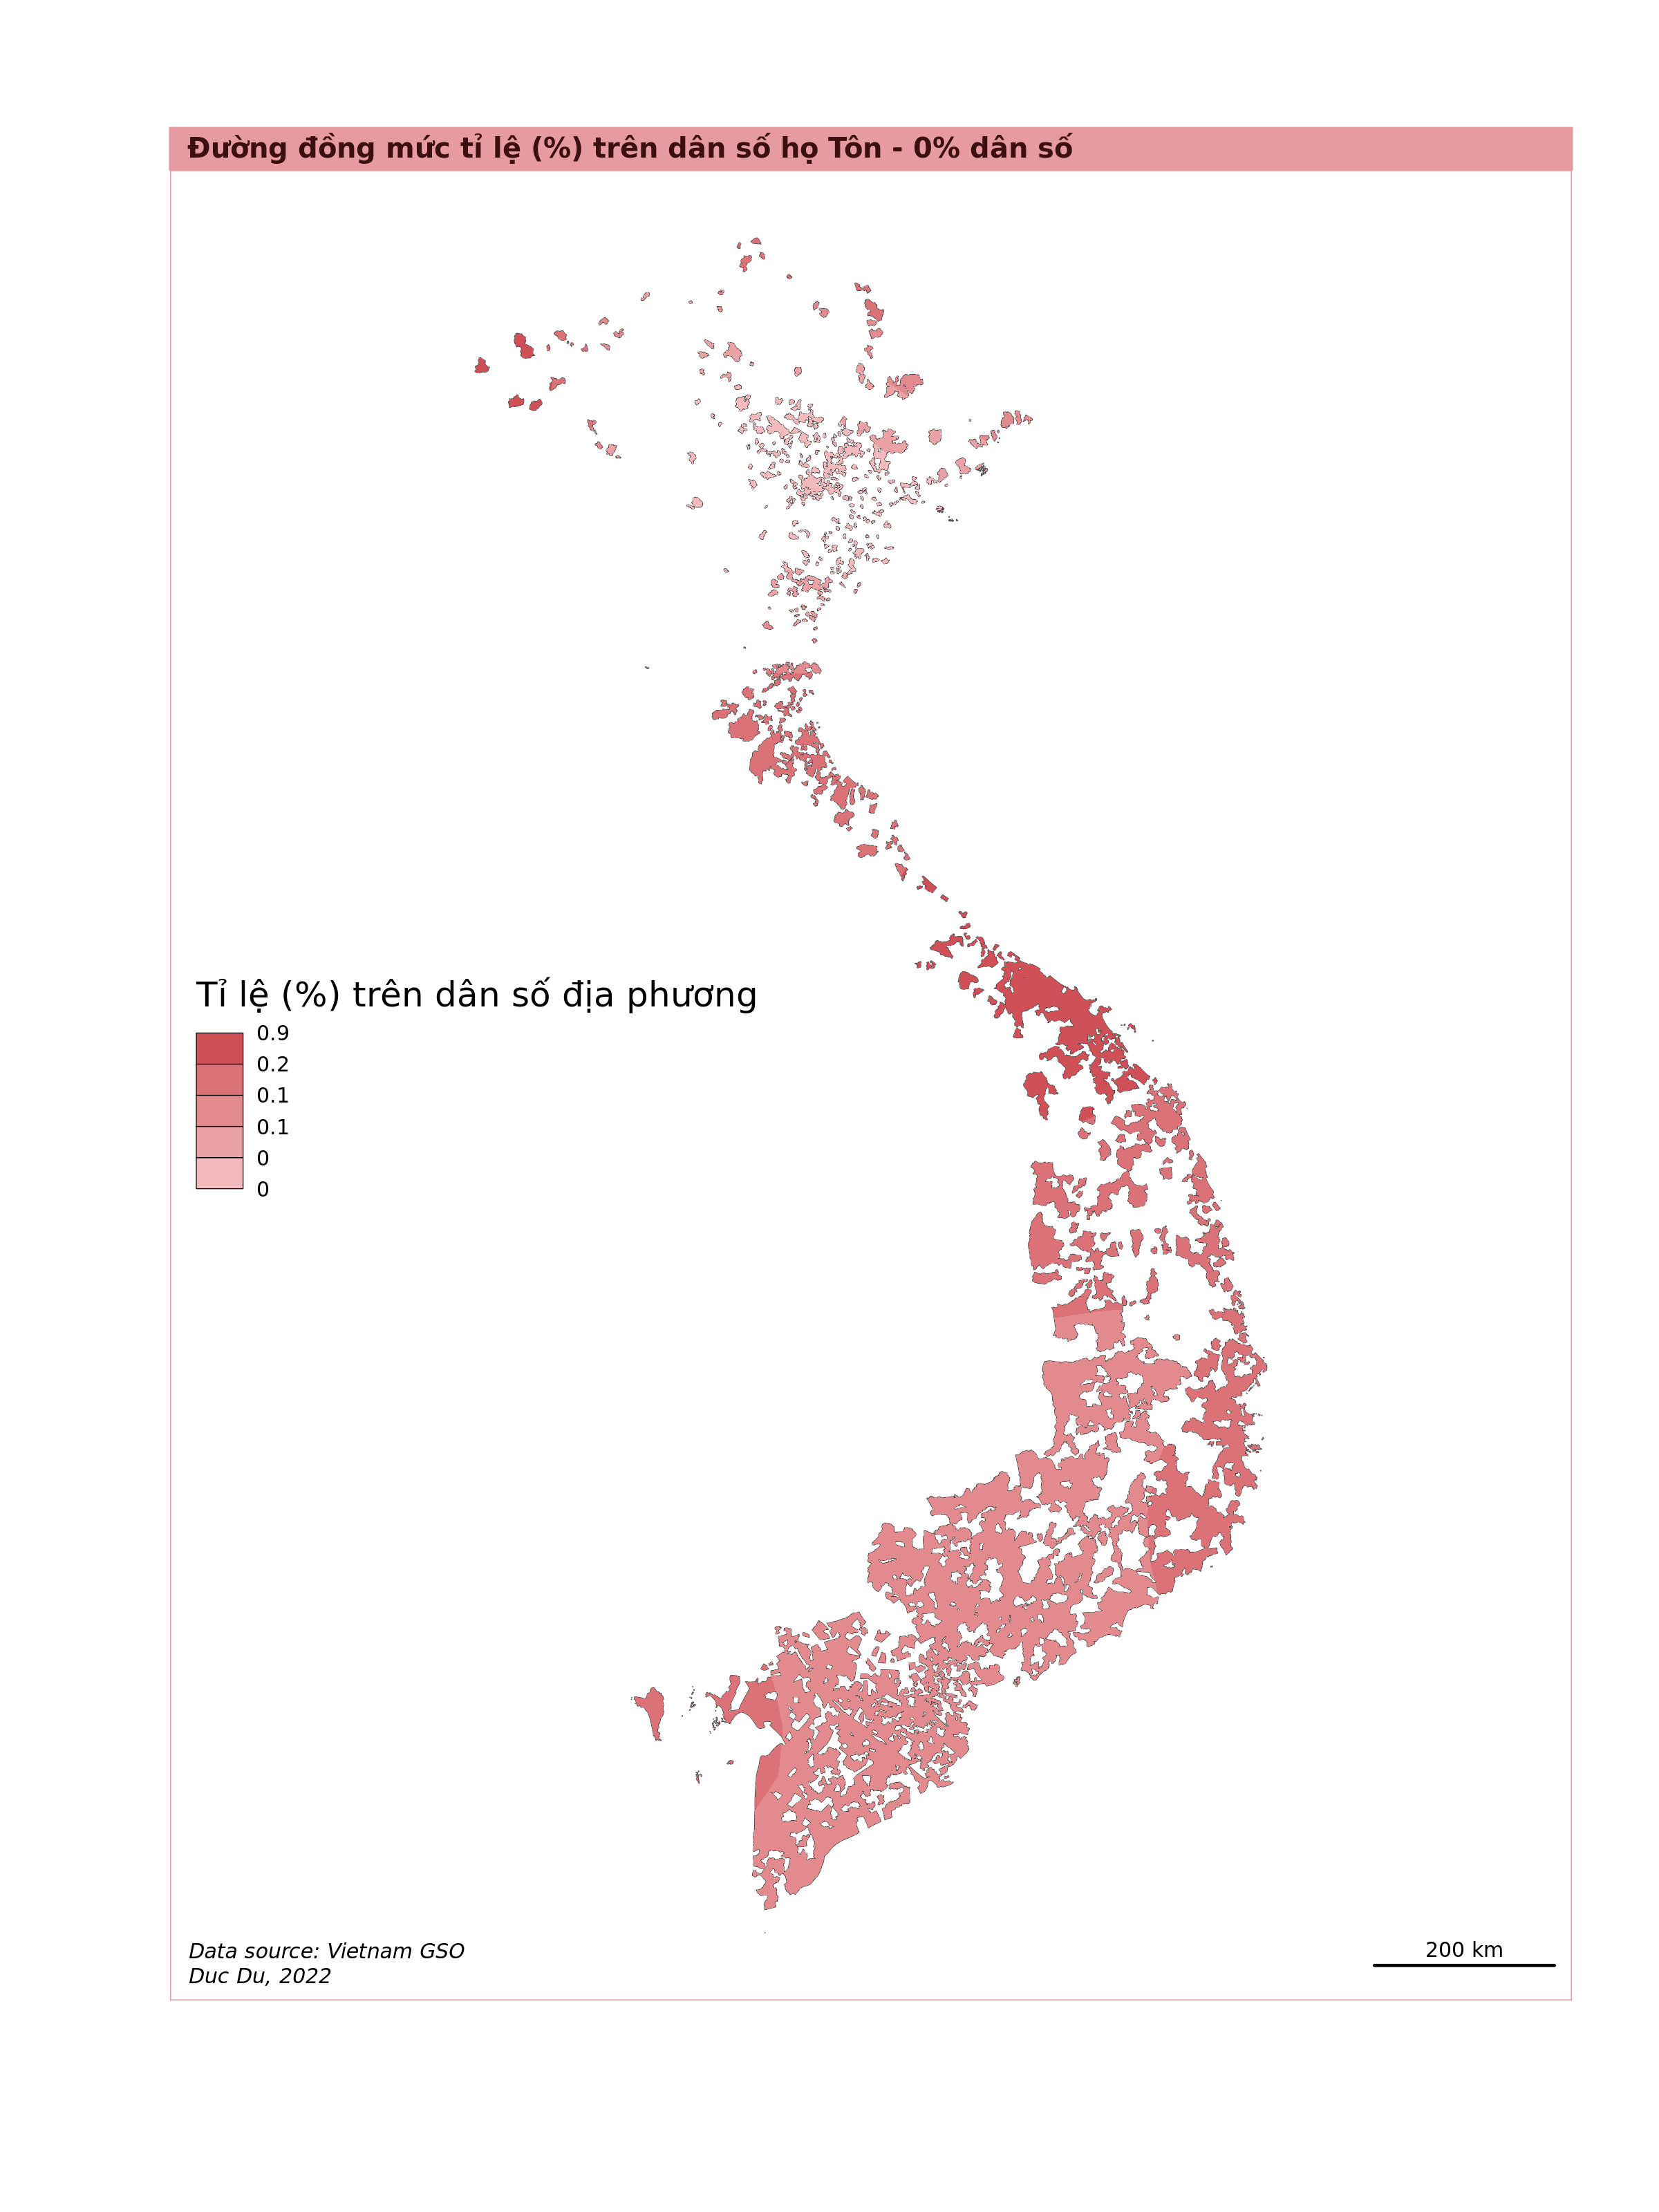 Đường đồng mức tỉ lệ (%) trên dân số họ Tôn - 0% dân số
Tỉ lệ (%) trên dân số địa phương
0.9
0.2
0.1
0.1
0
0
Data source: Vietnam GSO
Duc Du, 2022
200 km